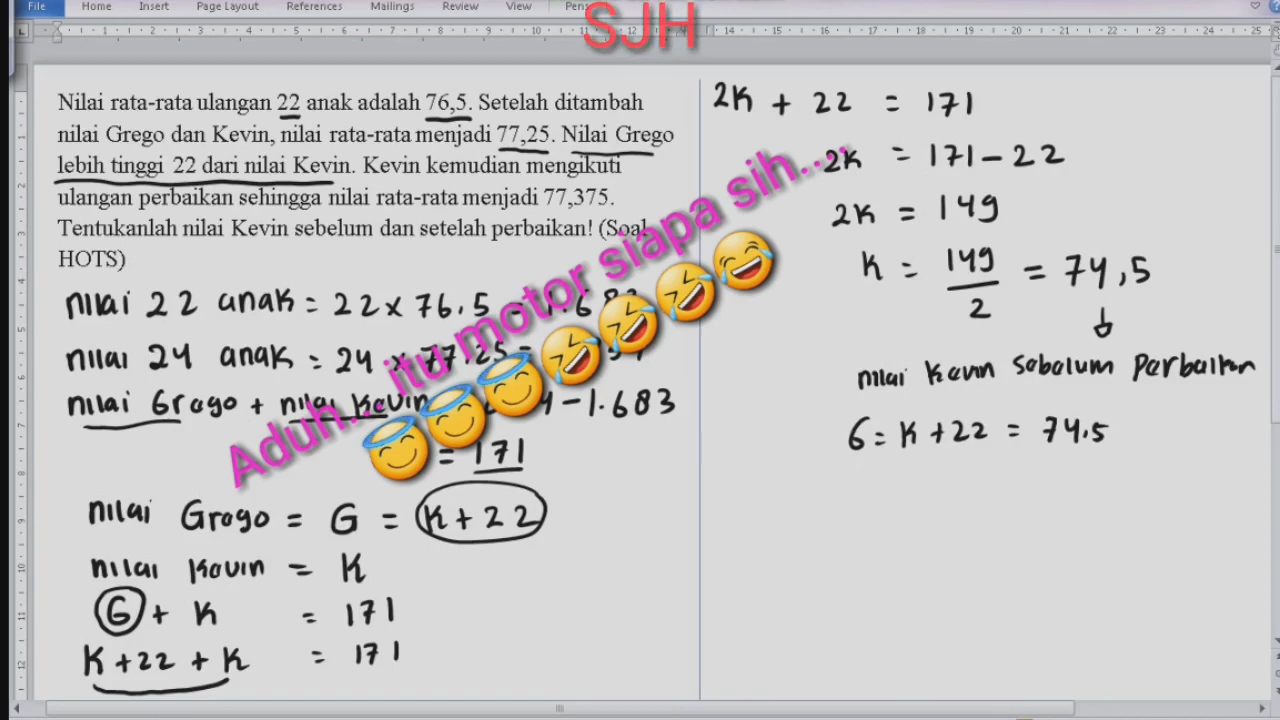 File Home Insert Page Layout References Mailings Review View
SJH
Nilai rata-rata ulangan 22 anak adalah 76,5. Setelah ditambah
nilai Grego dan Kevin, nilai rata-rata menjadi 77,25. Nilai Grego
lebih tinggi 22 dari nilai Kevin. Kevin kemudian mengikuti
ulangan perbaikan sehingga nilai rata-rata menjadi 77,375.
Tentukanlah nilai Kevin sebelum dan setelah perbaikan! (Soal
HOTS)
nilai 22 anak = 22 x 76.5 = 1.683
nilai 24 anak = 24 x 77.25 =
nilai Grego + nilai Kevin - 1.683
= 171
nilai Grego = G = K + 22
nilai Kevin = K
G + K = 171
K + 22 + K = 171
2K + 22 = 171
2K = 171 - 22
2K = 149
K = 149
2
= 74,5
nilai Kevin sebelum perbaikan
G = K + 22 = 74.5
Aduh... itu motor siapa sih....